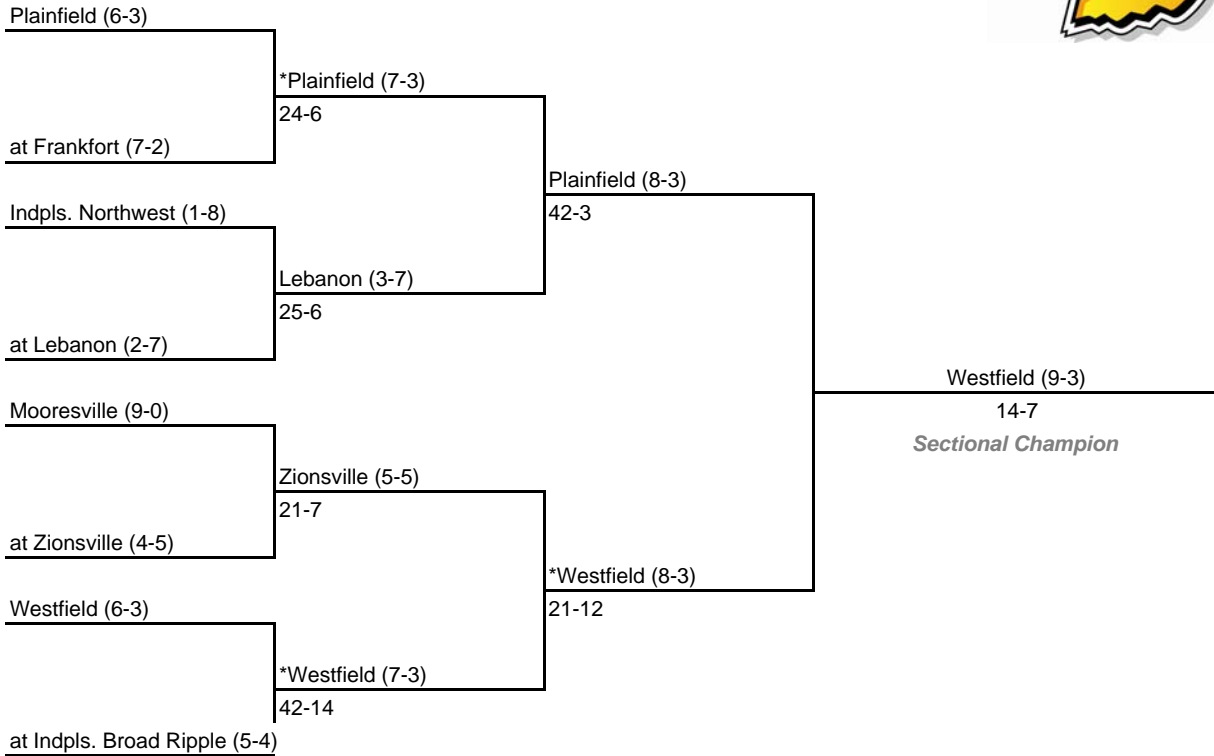 Plainfield (6-3)
*Plainfield (7-3)
24-6
at Frankfort (7-2)
Plainfield (8-3)
42-3
Indpls. Northwest (1-8)
Lebanon (3-7)
25-6
at Lebanon (2-7)
Westfield (9-3)
14-7
Sectional Champion
Mooresville (9-0)
Zionsville (5-5)
21-7
at Zionsville (4-5)
*Westfield (8-3)
21-12
Westfield (6-3)
*Westfield (7-3)
42-14
at Indpls. Broad Ripple (5-4)